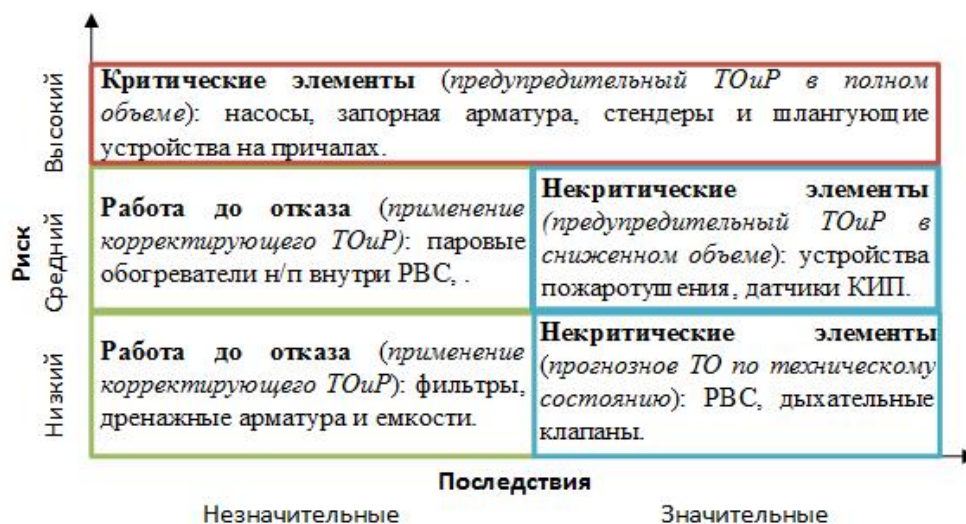 Высокий
Критические элементы (предупредительный ТОиР в полном
объеме): насосы, запорная арматура, стендеры и шлангующие
устройства на причалах.
Риск
Средний
Работа до отказа (применение
корректирующего ТОиР): паровые
обогреватели н/п внутри РВС, .
Некритические элементы
(предупредительный ТОиР в
сниженном объеме): устройства
пожаротушения, датчики КИП.
Низкий
Работа до отказа (применение
корректирующего ТОиР): фильтры,
дренажные арматура и емкости.
Некритические элементы
(прогнозное ТО по техническому
состоянию): РВС, дыхательные
клапаны.
Последствия
Незначительные
Значительные